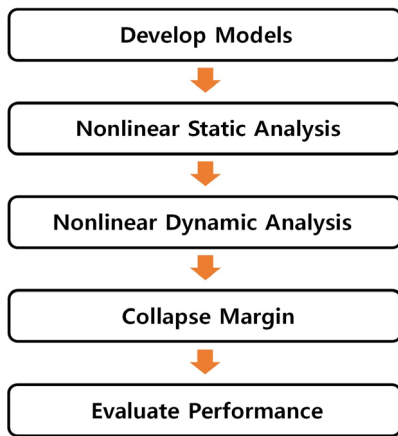 Develop Models
Nonlinear Static Analysis
Nonlinear Dynamic Analysis
Collapse Margin
Evaluate Performance